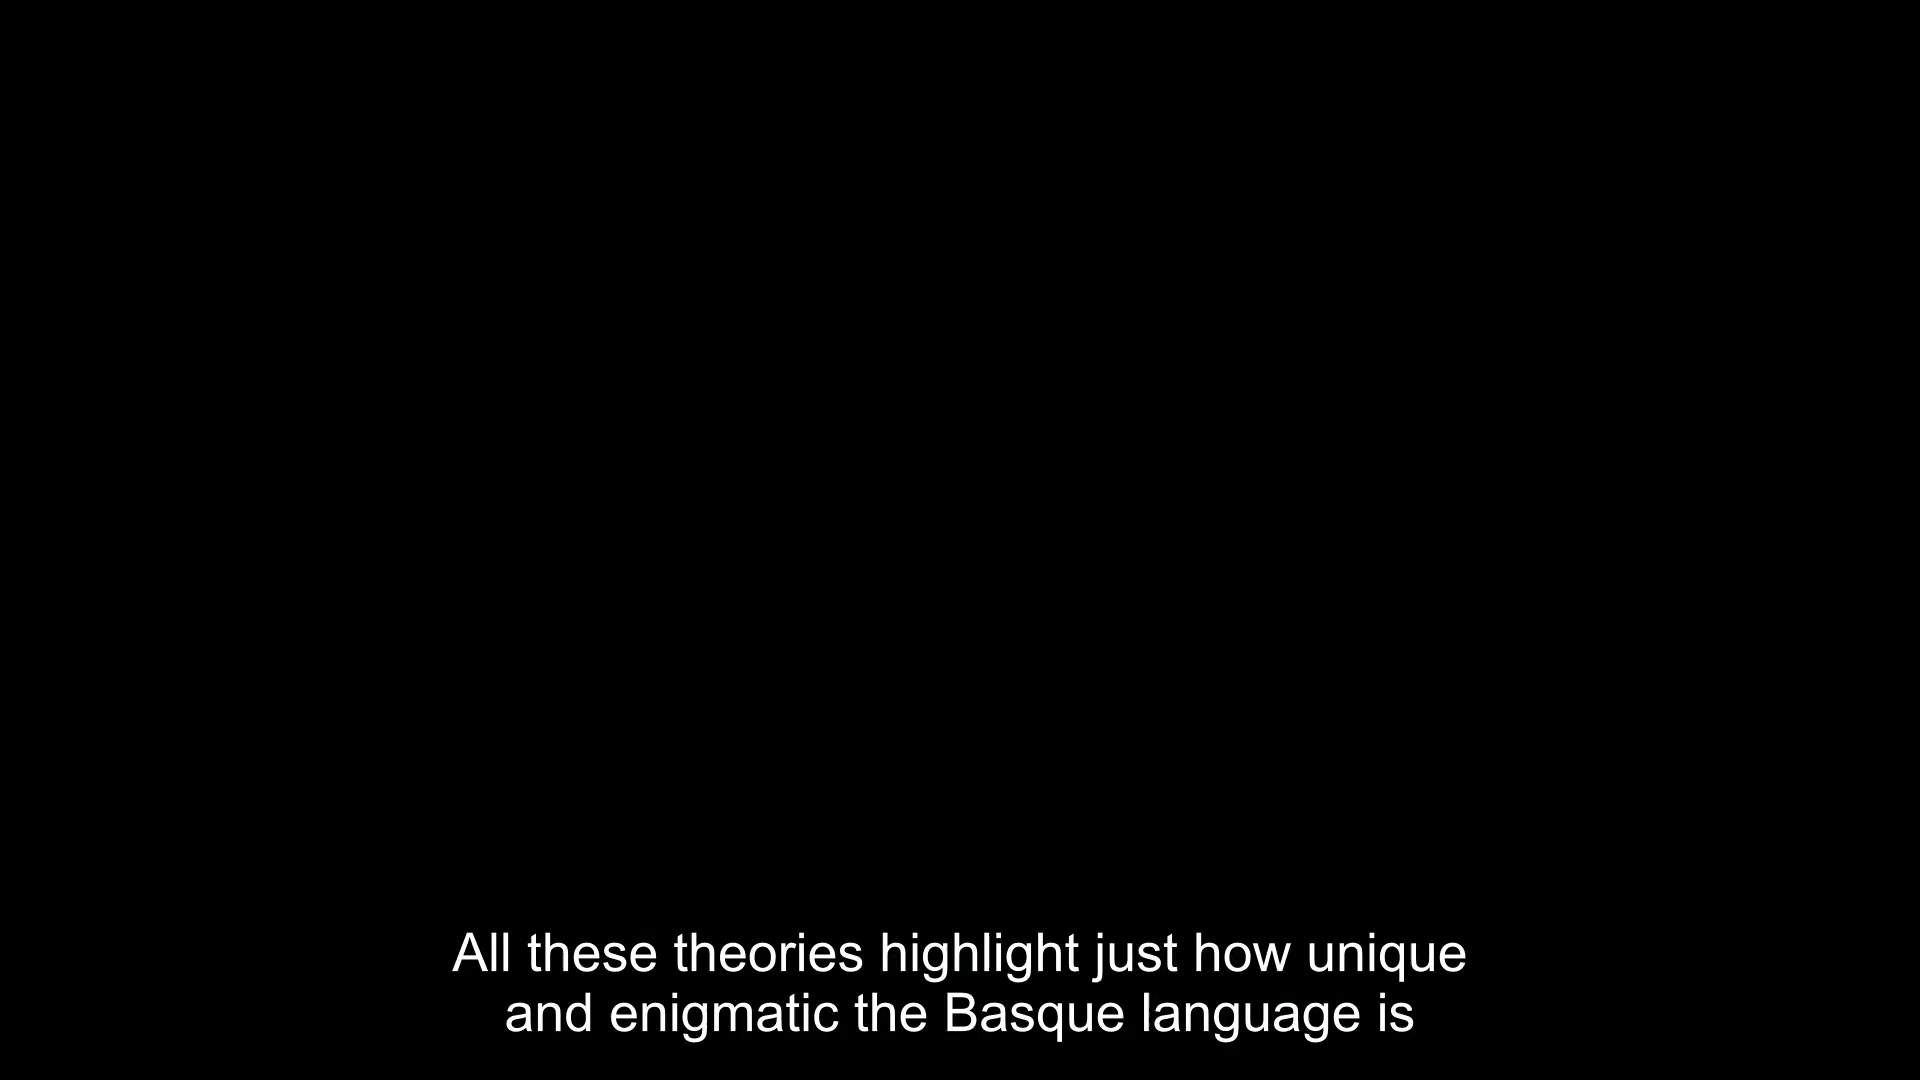 All these theories highlight just how unique
and enigmatic the Basque language is